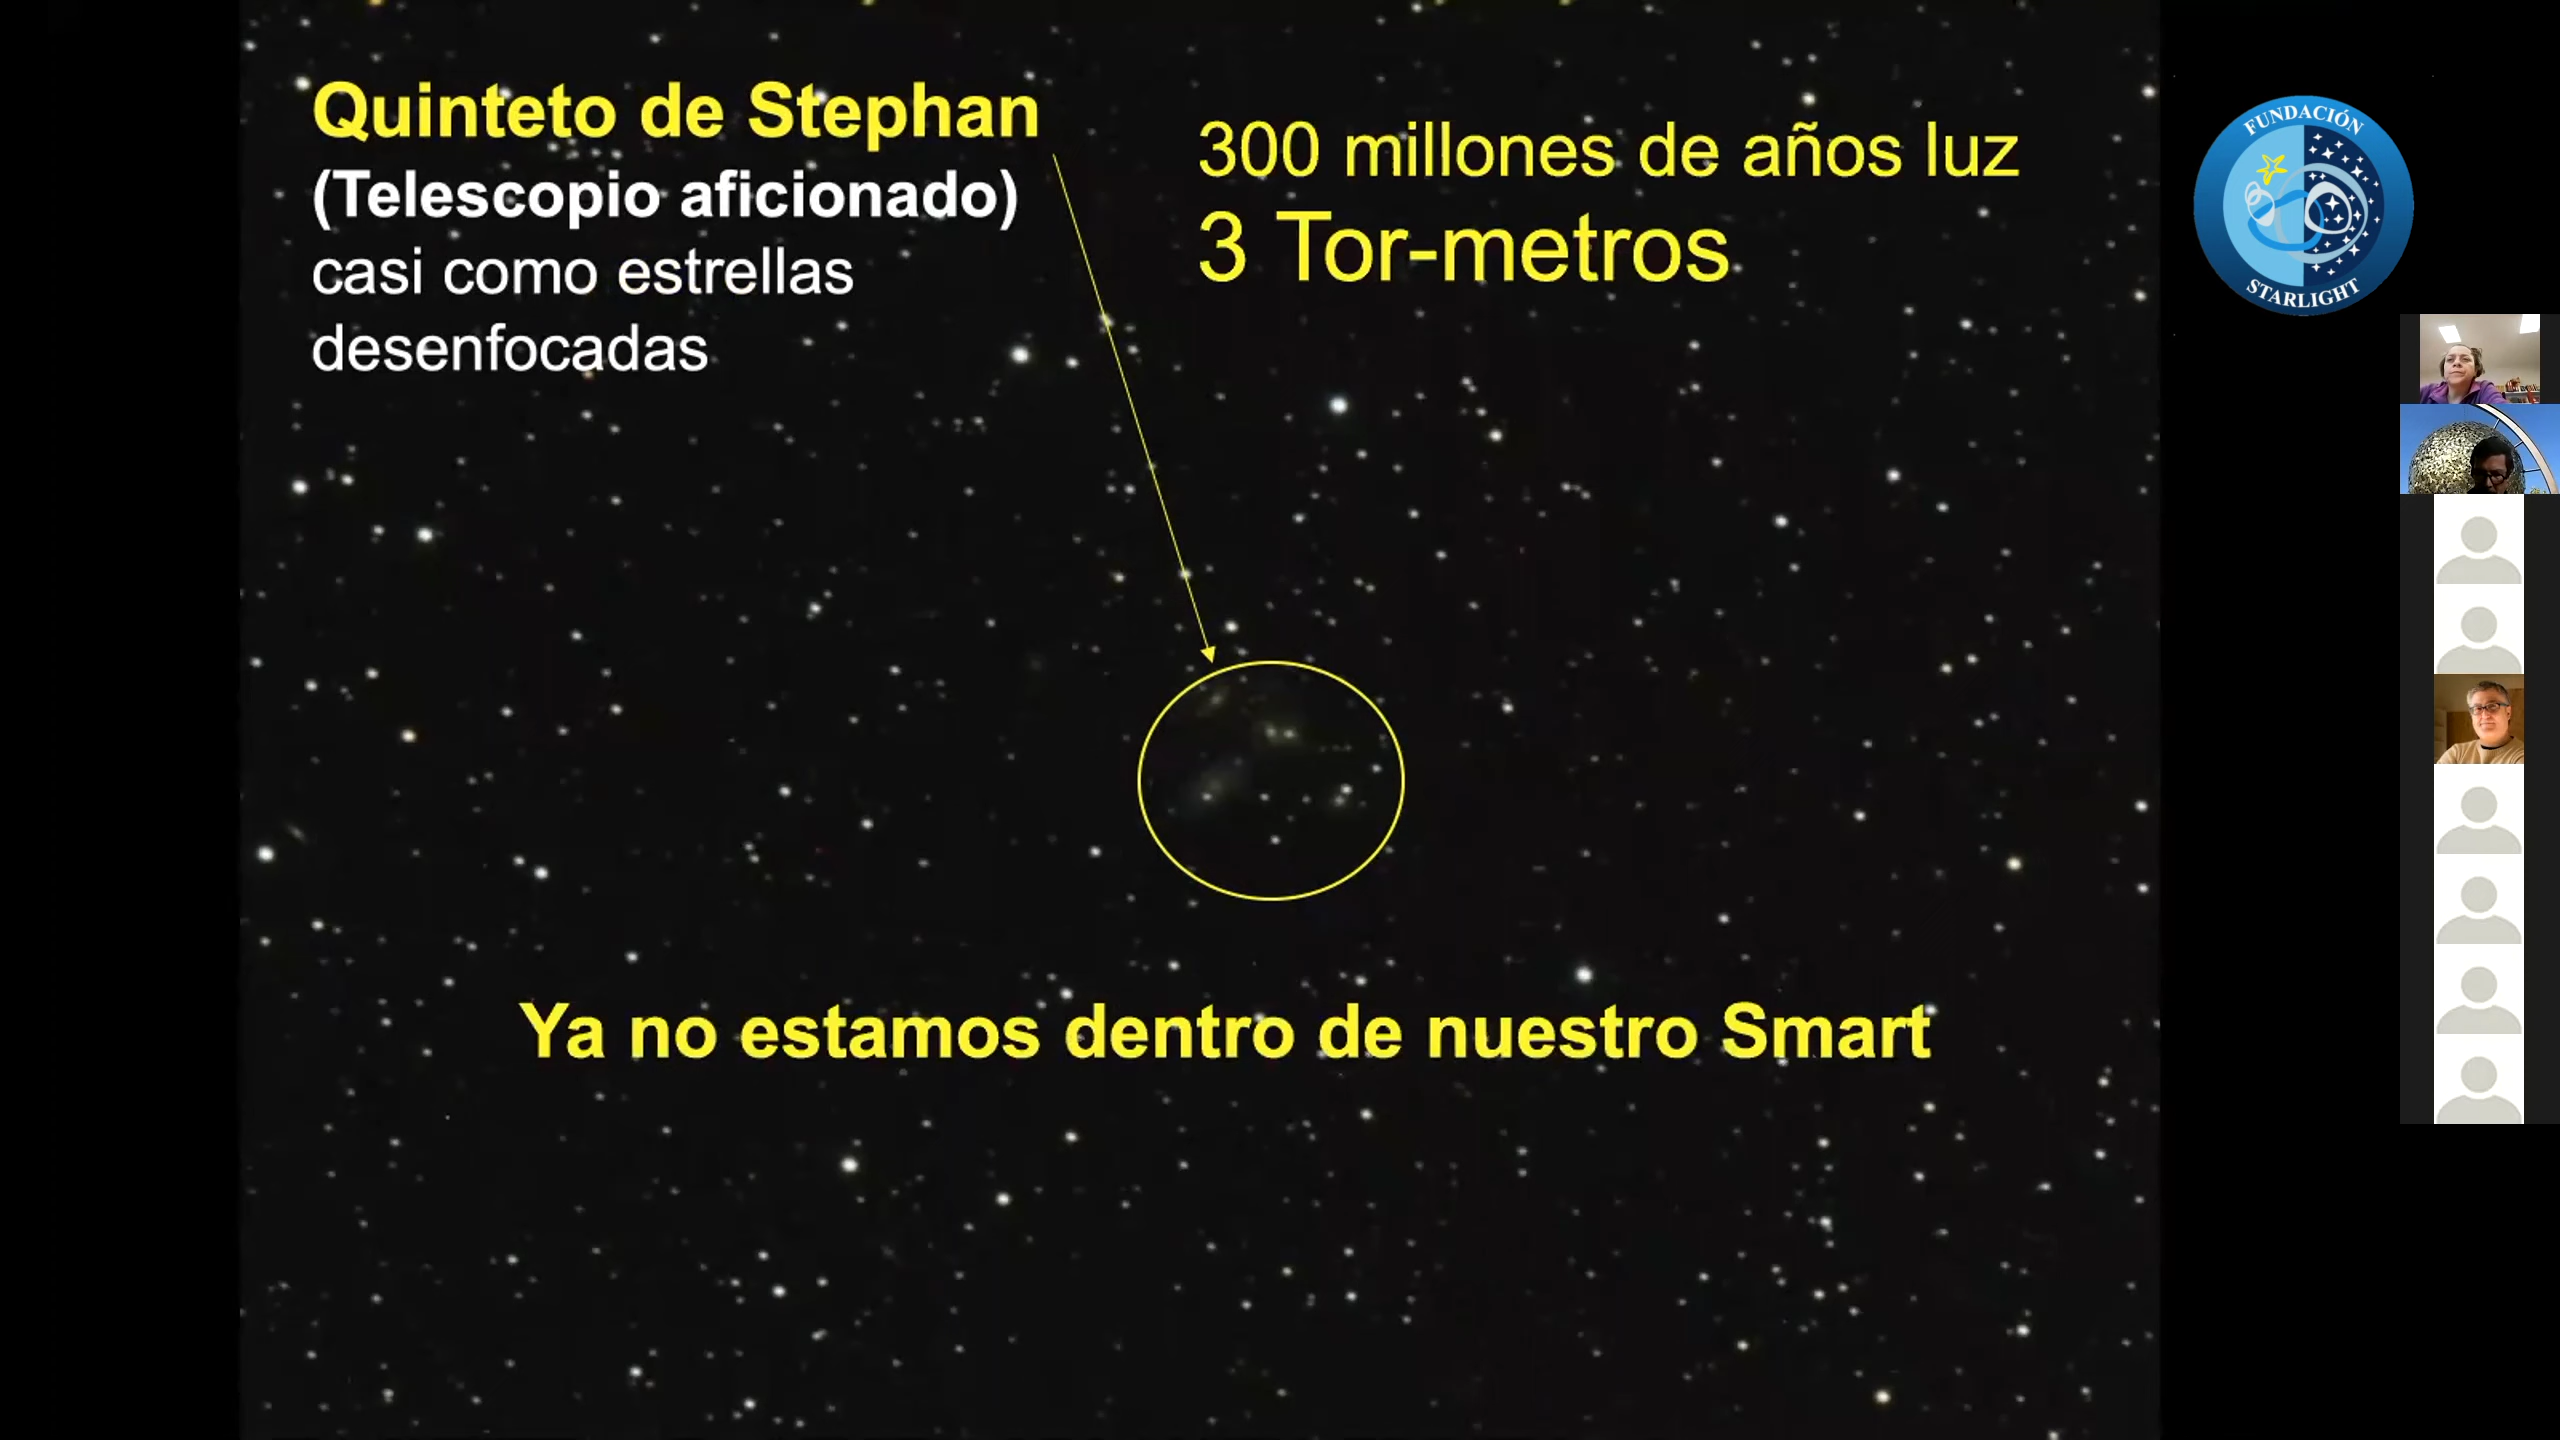 Quinteto de Stephan
(Telescopio aficionado)
casi como estrellas
desenfocadas
300 millones de años luz
3 Tor-metros
Ya no estamos dentro de nuestro Smart
FUNDACIÓN
STARLIGHT